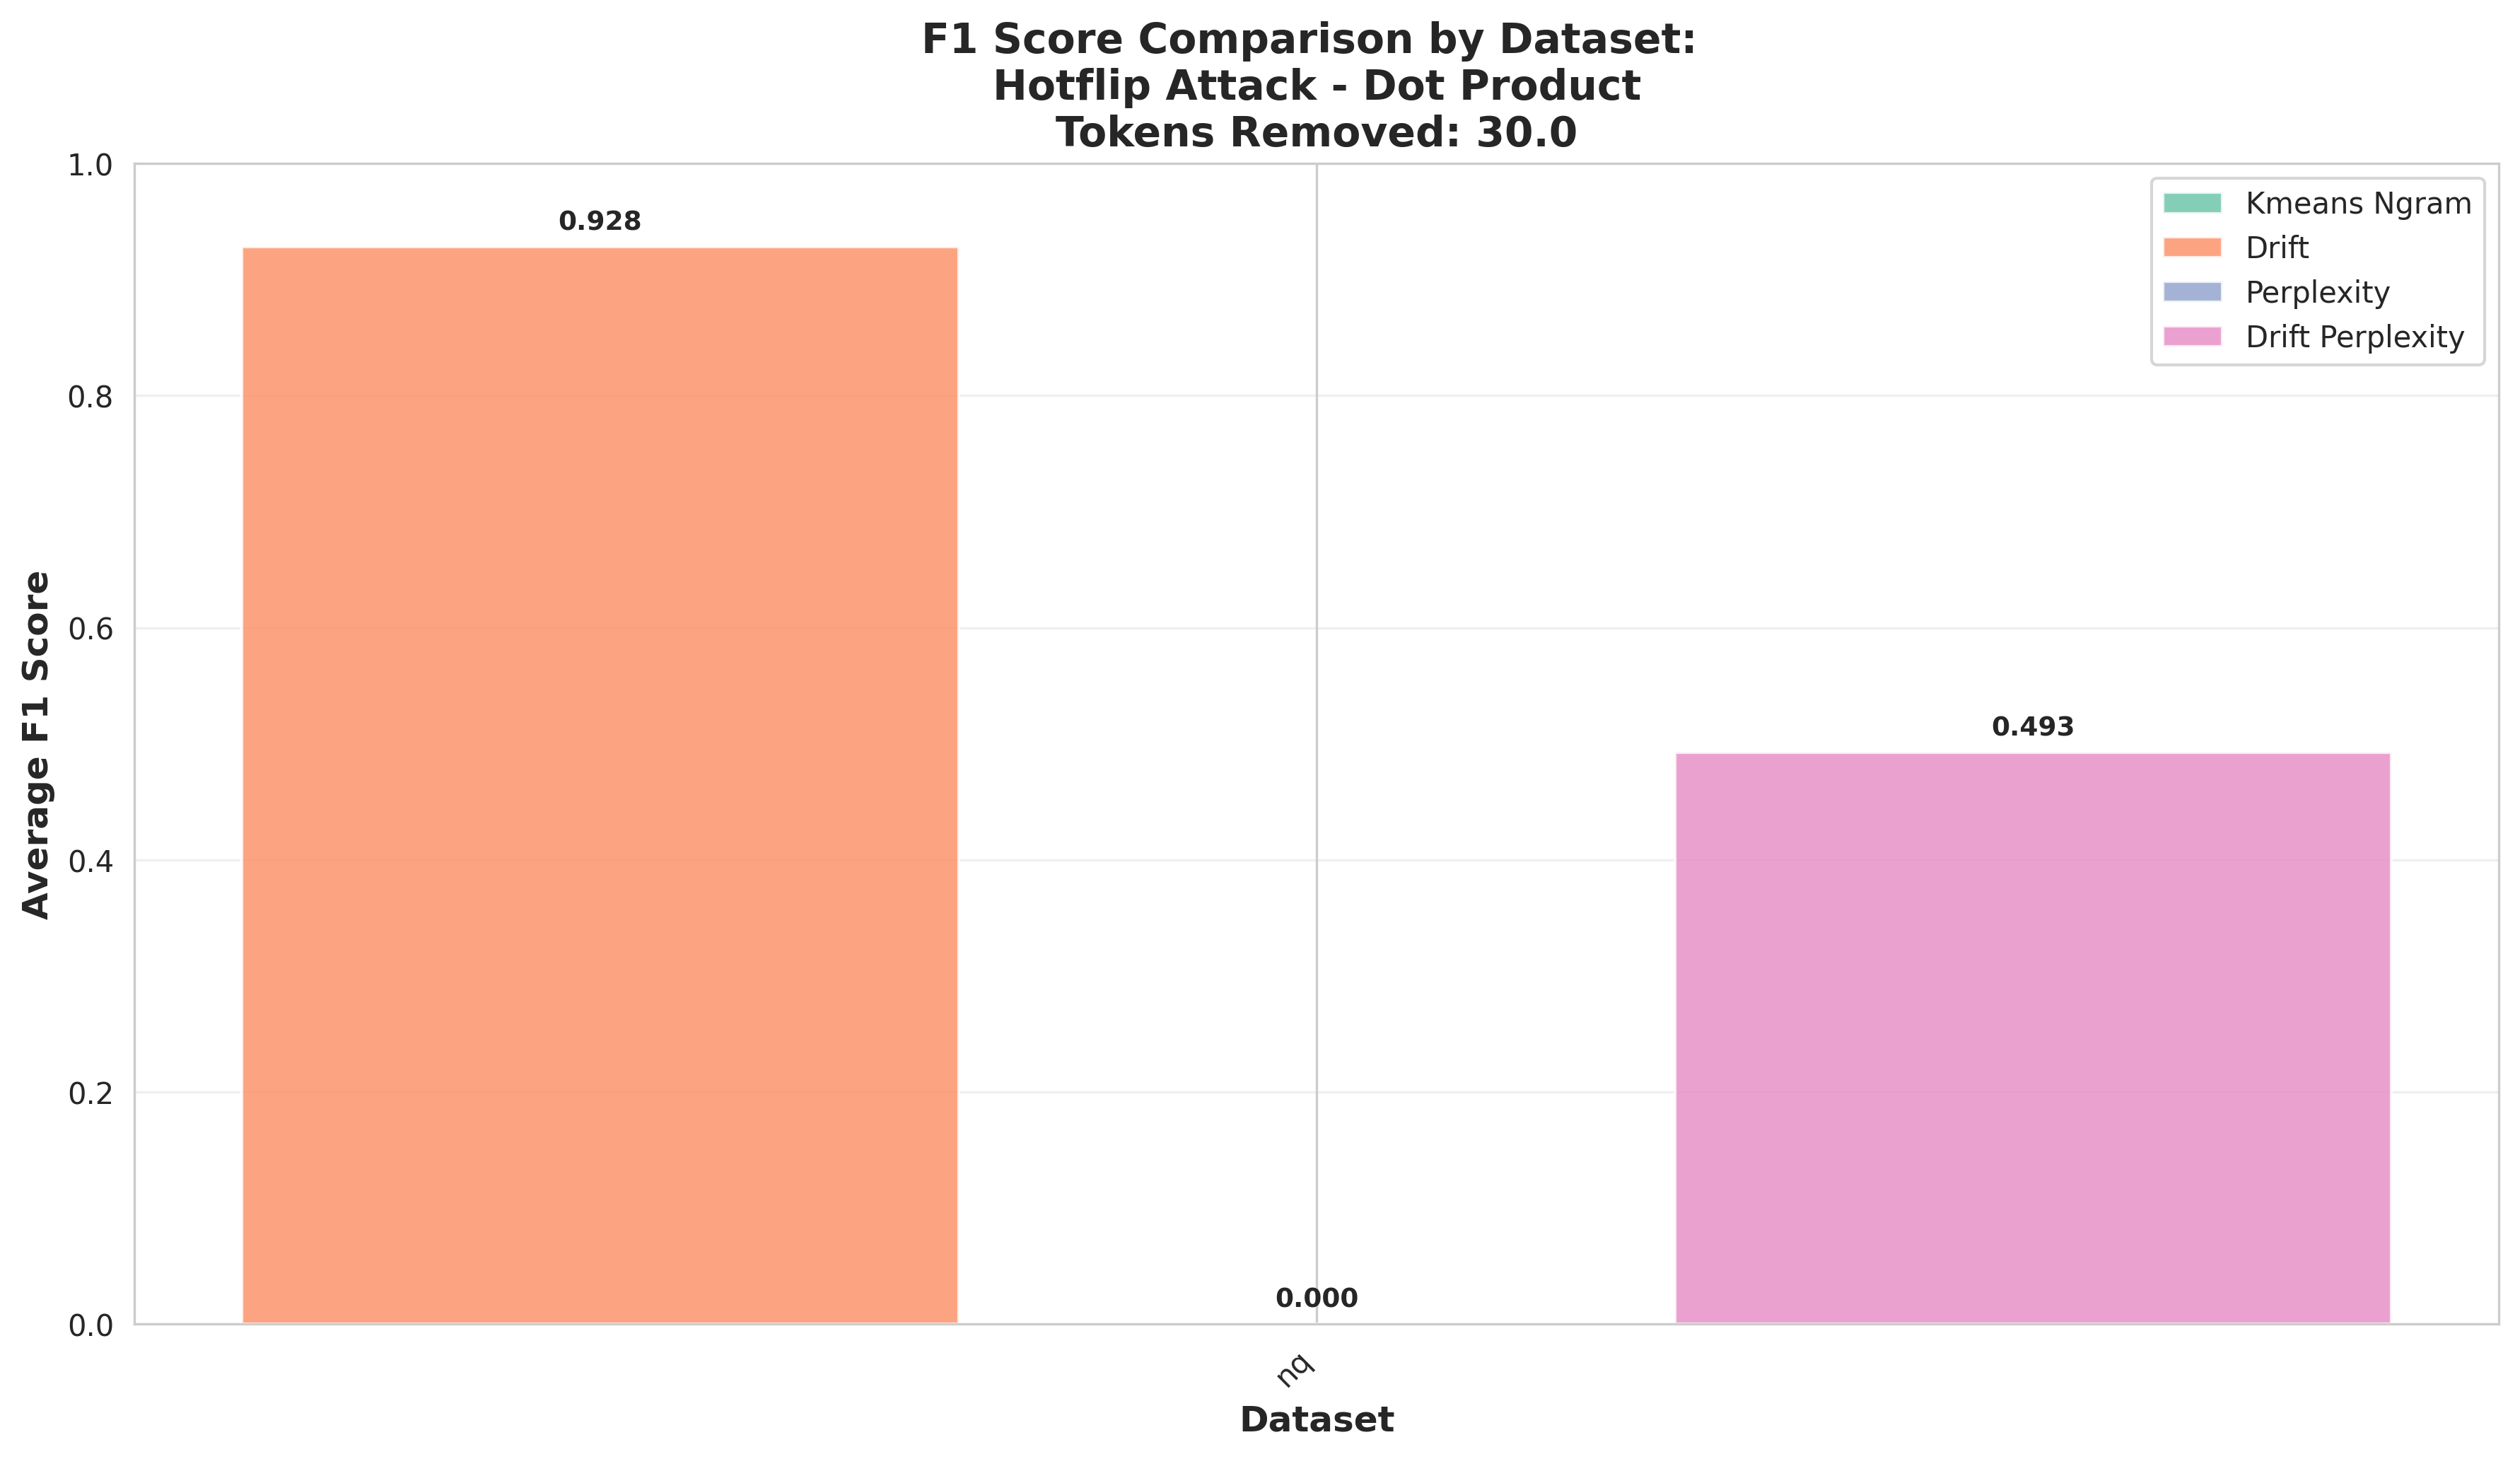 F1 Score Comparison by Dataset:
Hotflip Attack - Dot Product
Tokens Removed: 30.0
1.0
0.8
0.6
0.4
0.2
0.0
Average F1 Score
0.928
0.000
0.493
Kmeans Ngram
Drift
Perplexity
Drift Perplexity
nq
Dataset